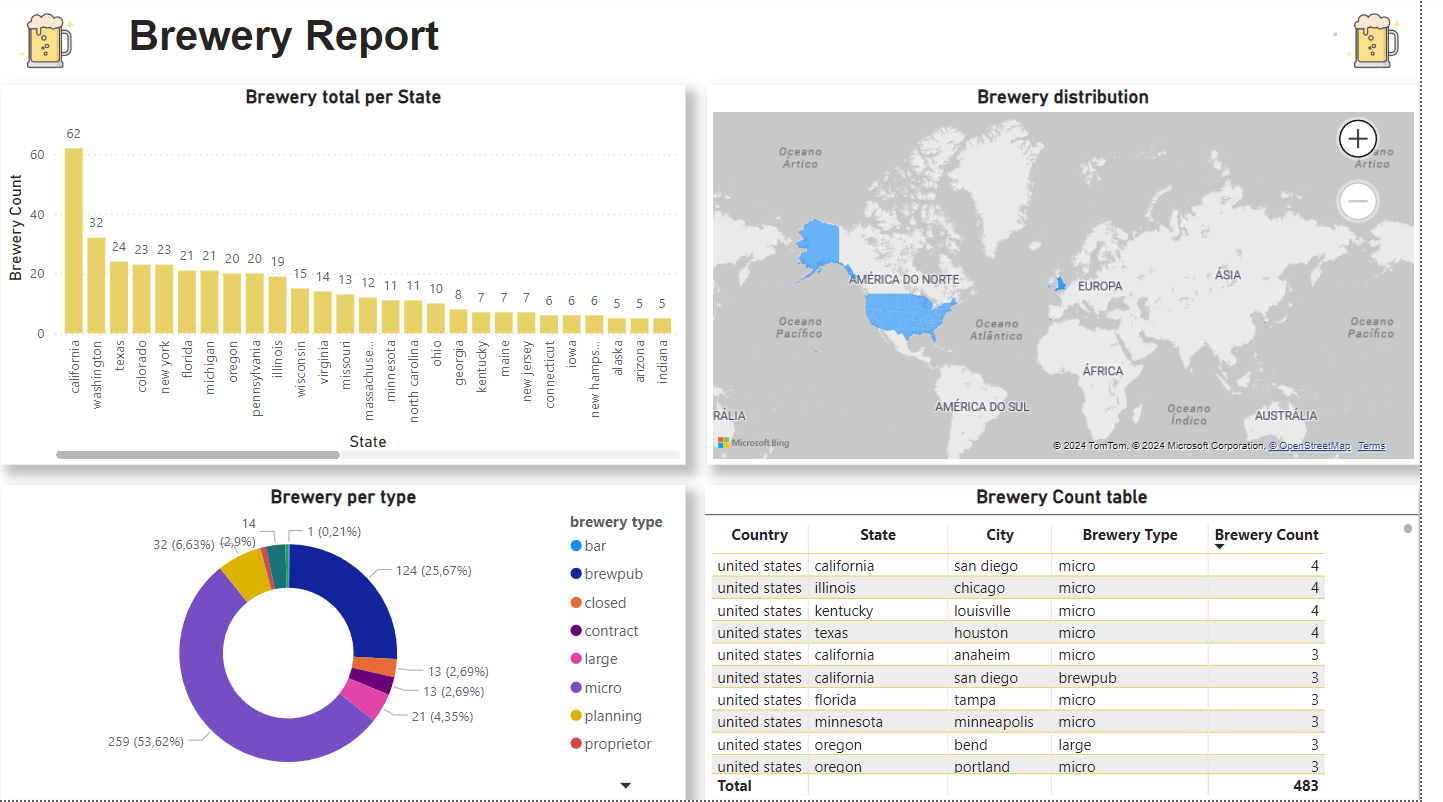 Brewery Report
Brewery total per State
Brewery Count
60
40
20
0
62
32
24
23
23
21
21
20
20
19
15
14
13
12
11
11
10
8
7
7
7
6
6
6
5
5
5
california
washington
texas
colorado
new york
florida
michigan
oregon
pennsylvania
illinois
wisconsin
virginia
missouri
massachuse...
minnesota
north carolina
ohio
georgia
kentucky
maine
new jersey
connecticut
iowa
new hamps...
alaska
arizona
indiana
State
Brewery distribution
Oceano
Ártico
ano
Ártico
AMÉRICA DO NORTE
EUROPA
ÁSIA
Oceano
Pacífico
Oceano
Atlântico
Oceano
Pacífico
ÁFRICA
AMÉRICA DO SUL
Oceano
Índico
RÁLIA
AUSTRÁLIA
Microsoft Bing
© 2024 TomTom, © 2024 Microsoft Corporation, © OpenStreetMap Terms
Brewery per type
14
(2,9%)
1 (0,21%)
32 (6,63%)
124 (25,67%)
13 (2,69%)
13 (2,69%)
21 (4,35%)
259 (53,62%)
brewery type
bar
brewpub
closed
contract
large
micro
planning
proprietor
Brewery Count table
Country State City Brewery Type Brewery Count
united states california san diego micro 4
united states illinois chicago micro 4
united states kentucky louisville micro 4
united states texas houston micro 4
united states california anaheim micro 3
united states california san diego brewpub 3
united states florida tampa micro 3
united states minnesota minneapolis micro 3
united states oregon bend large 3
united states oregon portland micro 3
Total 483